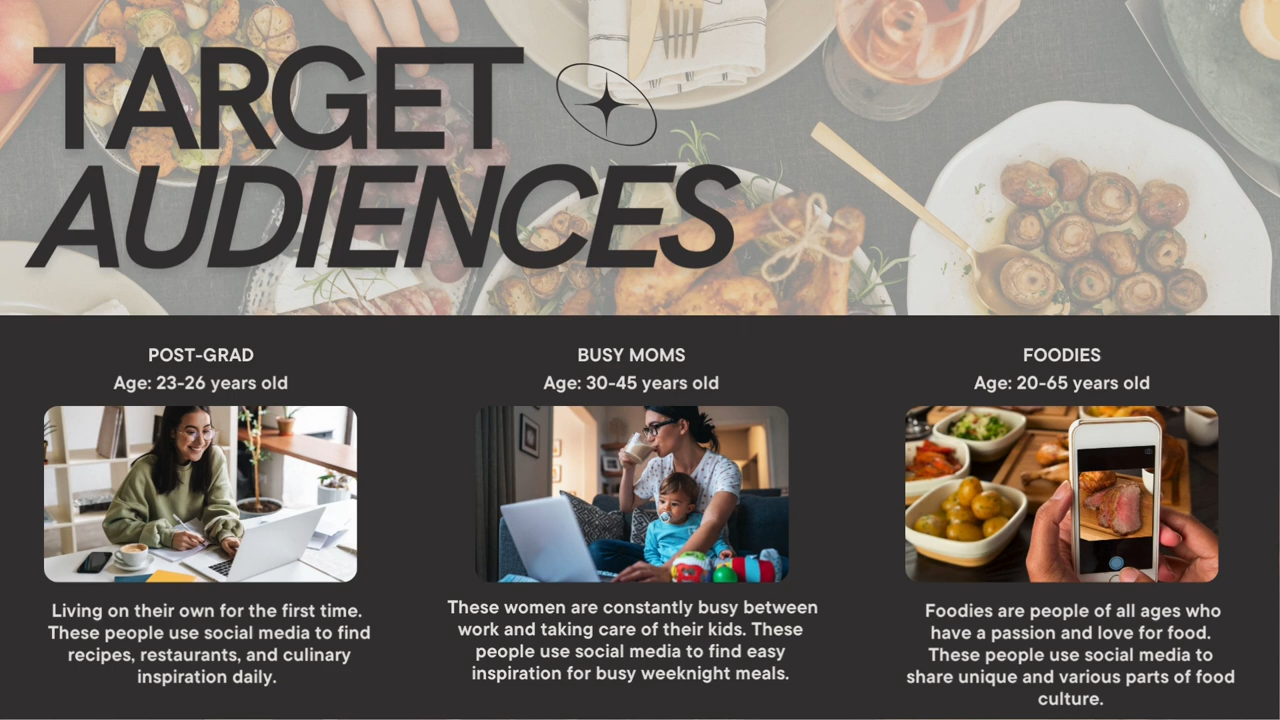 TARGET
AUDIENCES
POST-GRAD
Age: 23-26 years old
Living on their own for the first time.
These people use social media to find
recipes, restaurants, and culinary
inspiration daily.
BUSY MOMS
Age: 30-45 years old
These women are constantly busy between
work and taking care of their kids. These
people use social media to find easy
inspiration for busy weeknight meals.
FOODIES
Age: 20-65 years old
Foodies are people of all ages who
have a passion and love for food.
These people use social media to
share unique and various parts of food
culture.